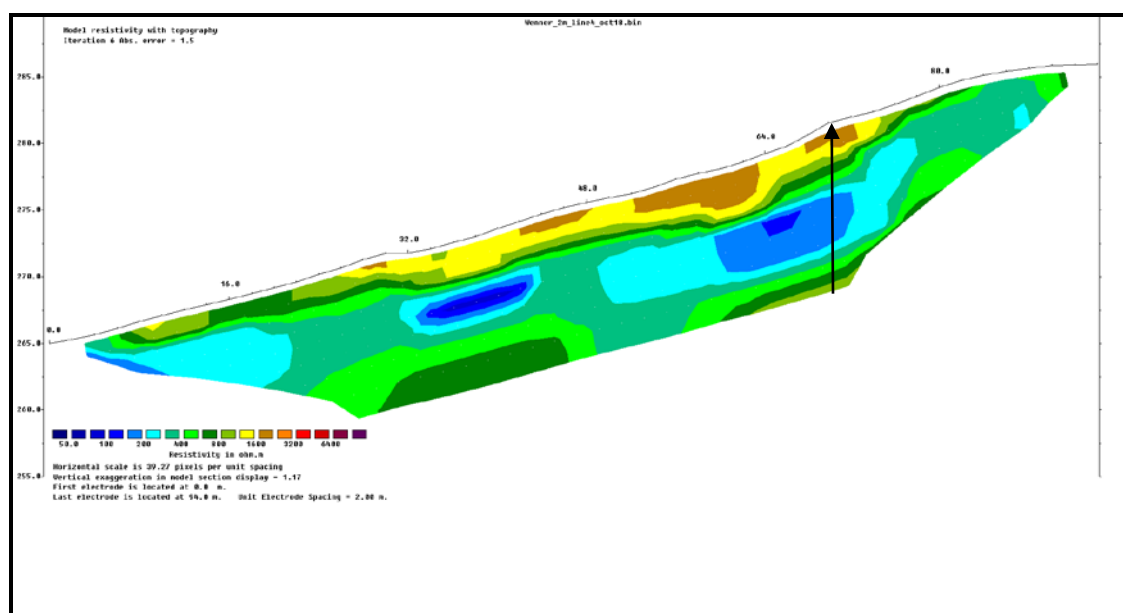 Wenner_2m_line4_oct10.bin
Model resistivity with topography
Iteration 6 Abs. error = 1.5
285.0
280.0
275.0
270.0
265.0
260.0
255.0
0.0
16.0
32.0
48.0
64.0
80.0
50.0 100 200 400 800 1600 3200 6400
Resistivity in ohm.m
Horizontal scale is 39.27 pixels per unit spacing
Vertical exaggeration in model section display = 1.17
First electrode is located at 0.0 m.
Last electrode is located at 94.0 m. Unit Electrode Spacing = 2.00 m.